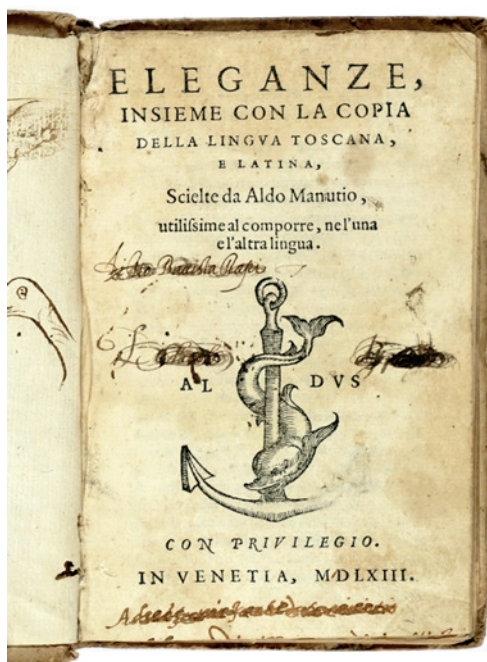 ELEGANZE,
INSIEME CON LA COPIA
DELLA LINGVA TOSCANA,
E LATINA,
Scielte da Aldo Manutio,
utilissime al comporre, ne l'una
e l'altra lingua.
AL DVS
CON PRIVILEGIO.
IN VENETIA, MDLXIII.